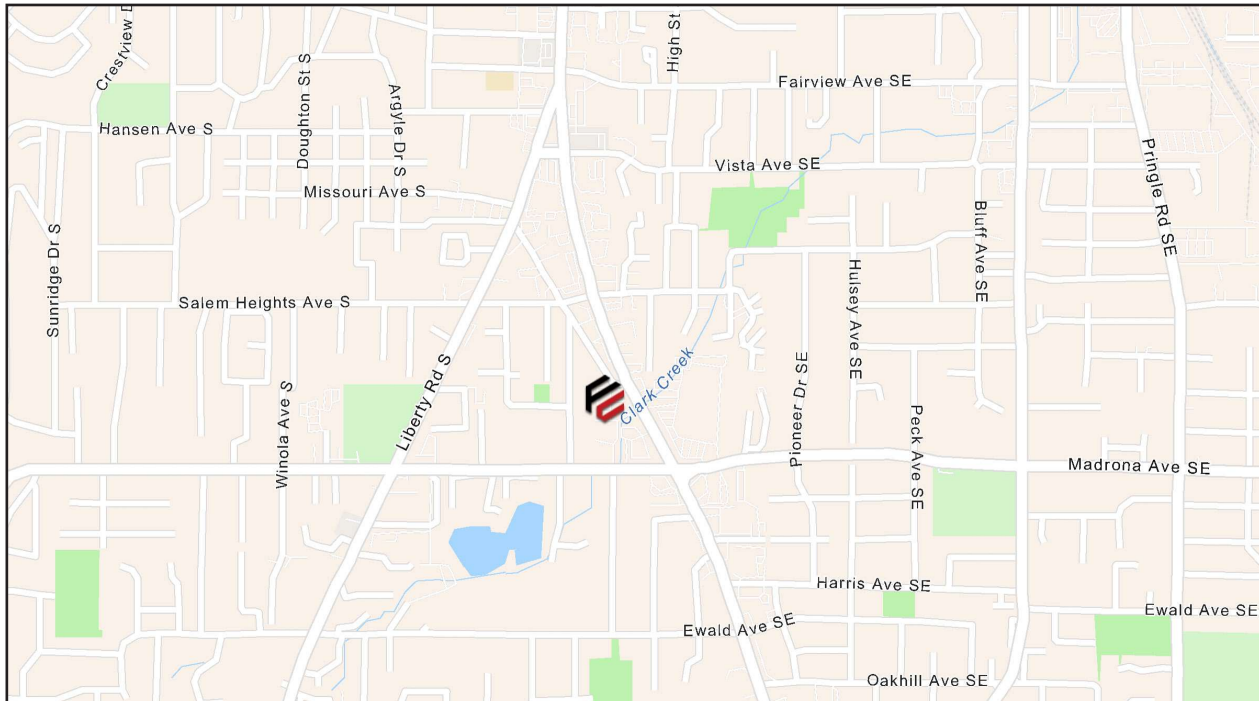 Crestview D
Doughton St S
High St
Fairview Ave SE
Argyle Dr S
Hansen Ave S
Vista Ave SE
Pringle Rd SE
Missouri Ave S
Bluff Ave SE
Sunridge Dr S
Hulsey Ave SE
Salem Heights Ave S
Liberty Rd S
Clark Creek
Pioneer Dr SE
Winola Ave S
Peck Ave SE
Madrona Ave SE
Harris Ave SE
Ewald Ave SE
Ewald Ave SE
Oakhill Ave SE